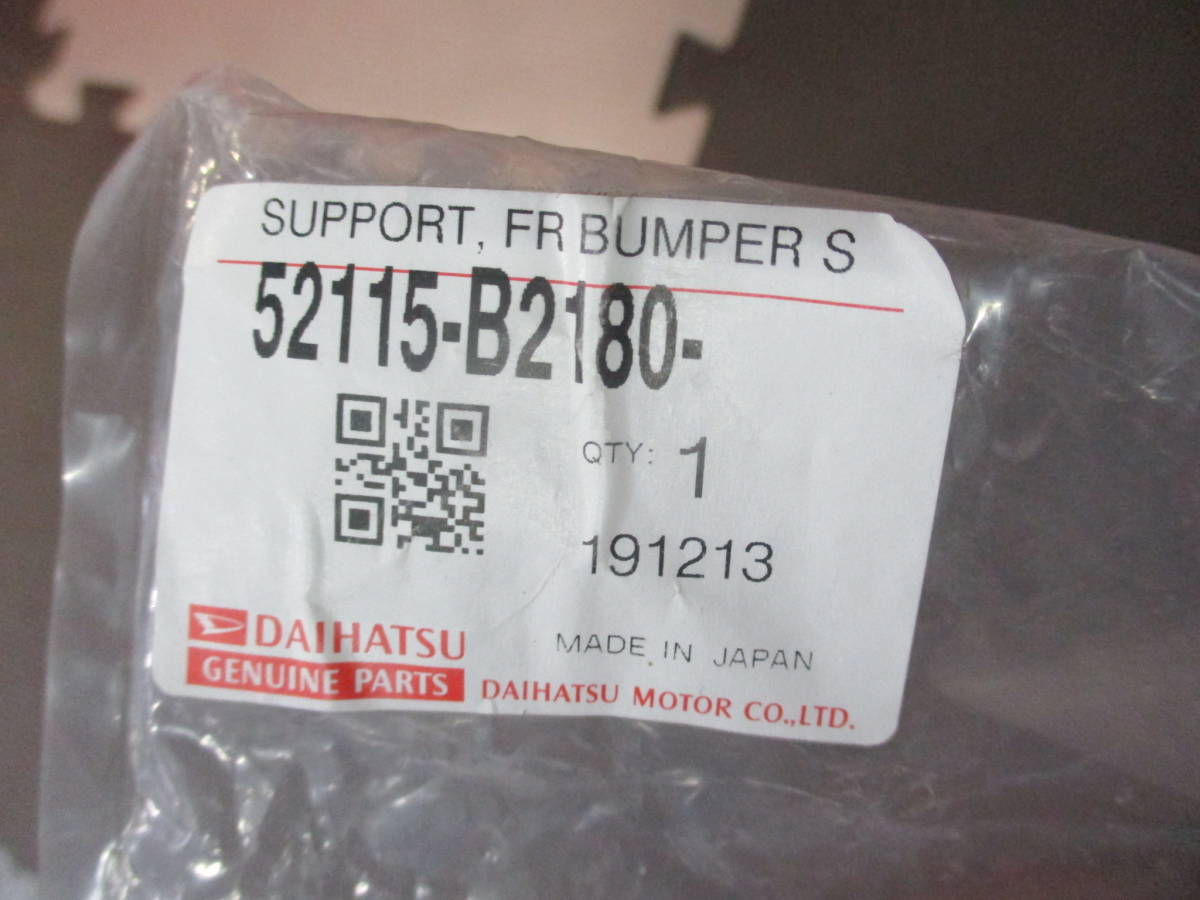 SUPPORT, FR BUMPER S
52115-B2180-
QTY: 1
191213
DAIHATSU
GENUINE PARTS
MADE IN JAPAN
DAIHATSU MOTOR CO.,LTD.